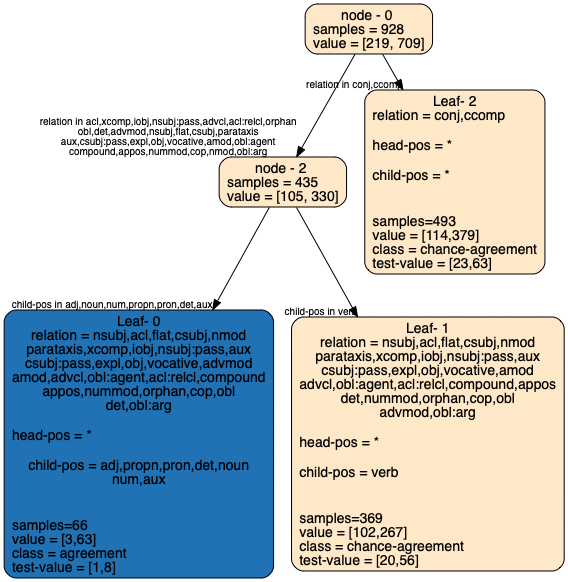 node - 0
samples = 928
value = [219, 709]
relation in conj,ccomp
Leaf- 2
relation = conj,ccomp
head-pos = *
child-pos = *
samples=493
value = [114,379]
class = chance-agreement
test-value = [23,63]
relation in acl,xcomp,iobj,nsubj:pass,advcl,acl:relcl,orphan
obl,det,advmod,nsubj,flat,csubj,parataxis
aux,csubj:pass,expl,obj,vocative,amod,obl:agent
compound,appos,nummod,cop,nmod,obl:arg
node - 2
samples = 435
value = [105, 330]
child-pos in adj,noun,num,propn,pron,det,aux
Leaf- 0
relation = nsubj,acl,flat,csubj,nmod
parataxis,xcomp,iobj,nsubj:pass,aux
csubj:pass,expl,obj,vocative,advmod
amod,advcl,obl:agent,acl:relcl,compound
appos,nummod,orphan,cop,obl
det,obl:arg
head-pos = *
child-pos = adj,propn,pron,det,noun
num,aux
samples=66
value = [3,63]
class = agreement
test-value = [1,8]
child-pos in verb
Leaf- 1
relation = nsubj,acl,flat,csubj,nmod
parataxis,xcomp,iobj,nsubj:pass,aux
csubj:pass,expl,obj,vocative,amod
advcl,obl:agent,acl:relcl,compound,appos
det,nummod,orphan,cop,obl
advmod,obl:arg
head-pos = *
child-pos = verb
samples=369
value = [102,267]
class = chance-agreement
test-value = [20,56]